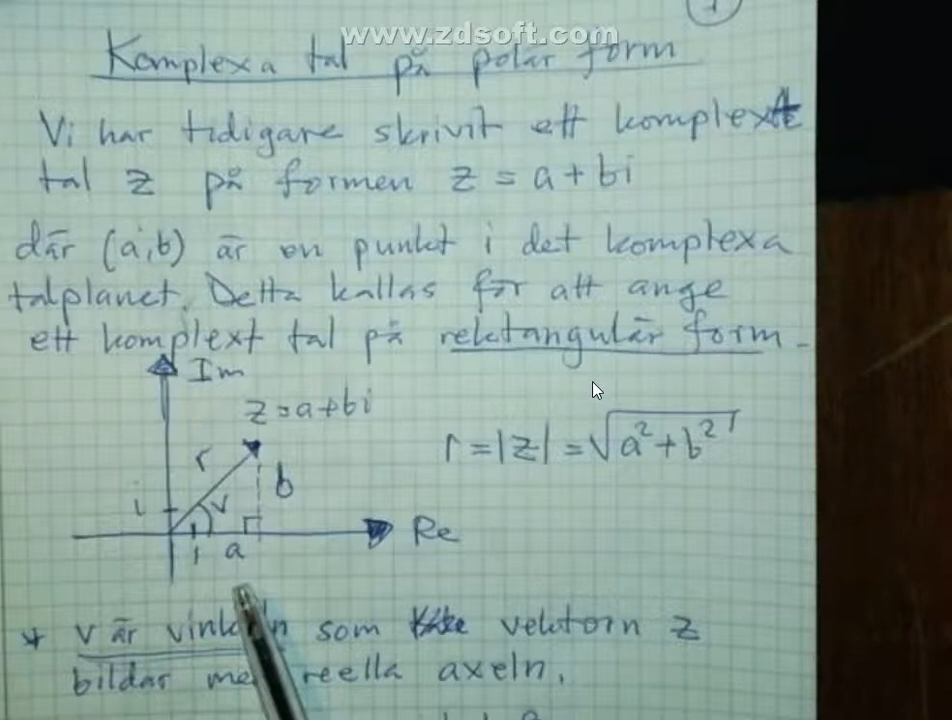 1
www.zdsoft.com
Komplexa tal på polär form
Vi har tidigare skrivit ett komplext
tal z på formen z = a + bi
där (a,b) är en punkt i det komplexa
talplanet. Detta kallas för att ange
ett komplext tal på rektangulär form.
Im
z = a + bi
r = |z| = √a² + b²
r
b
i
v
1
a
Re
* v är vinkeln som vektorn z
bildar med reella axeln.